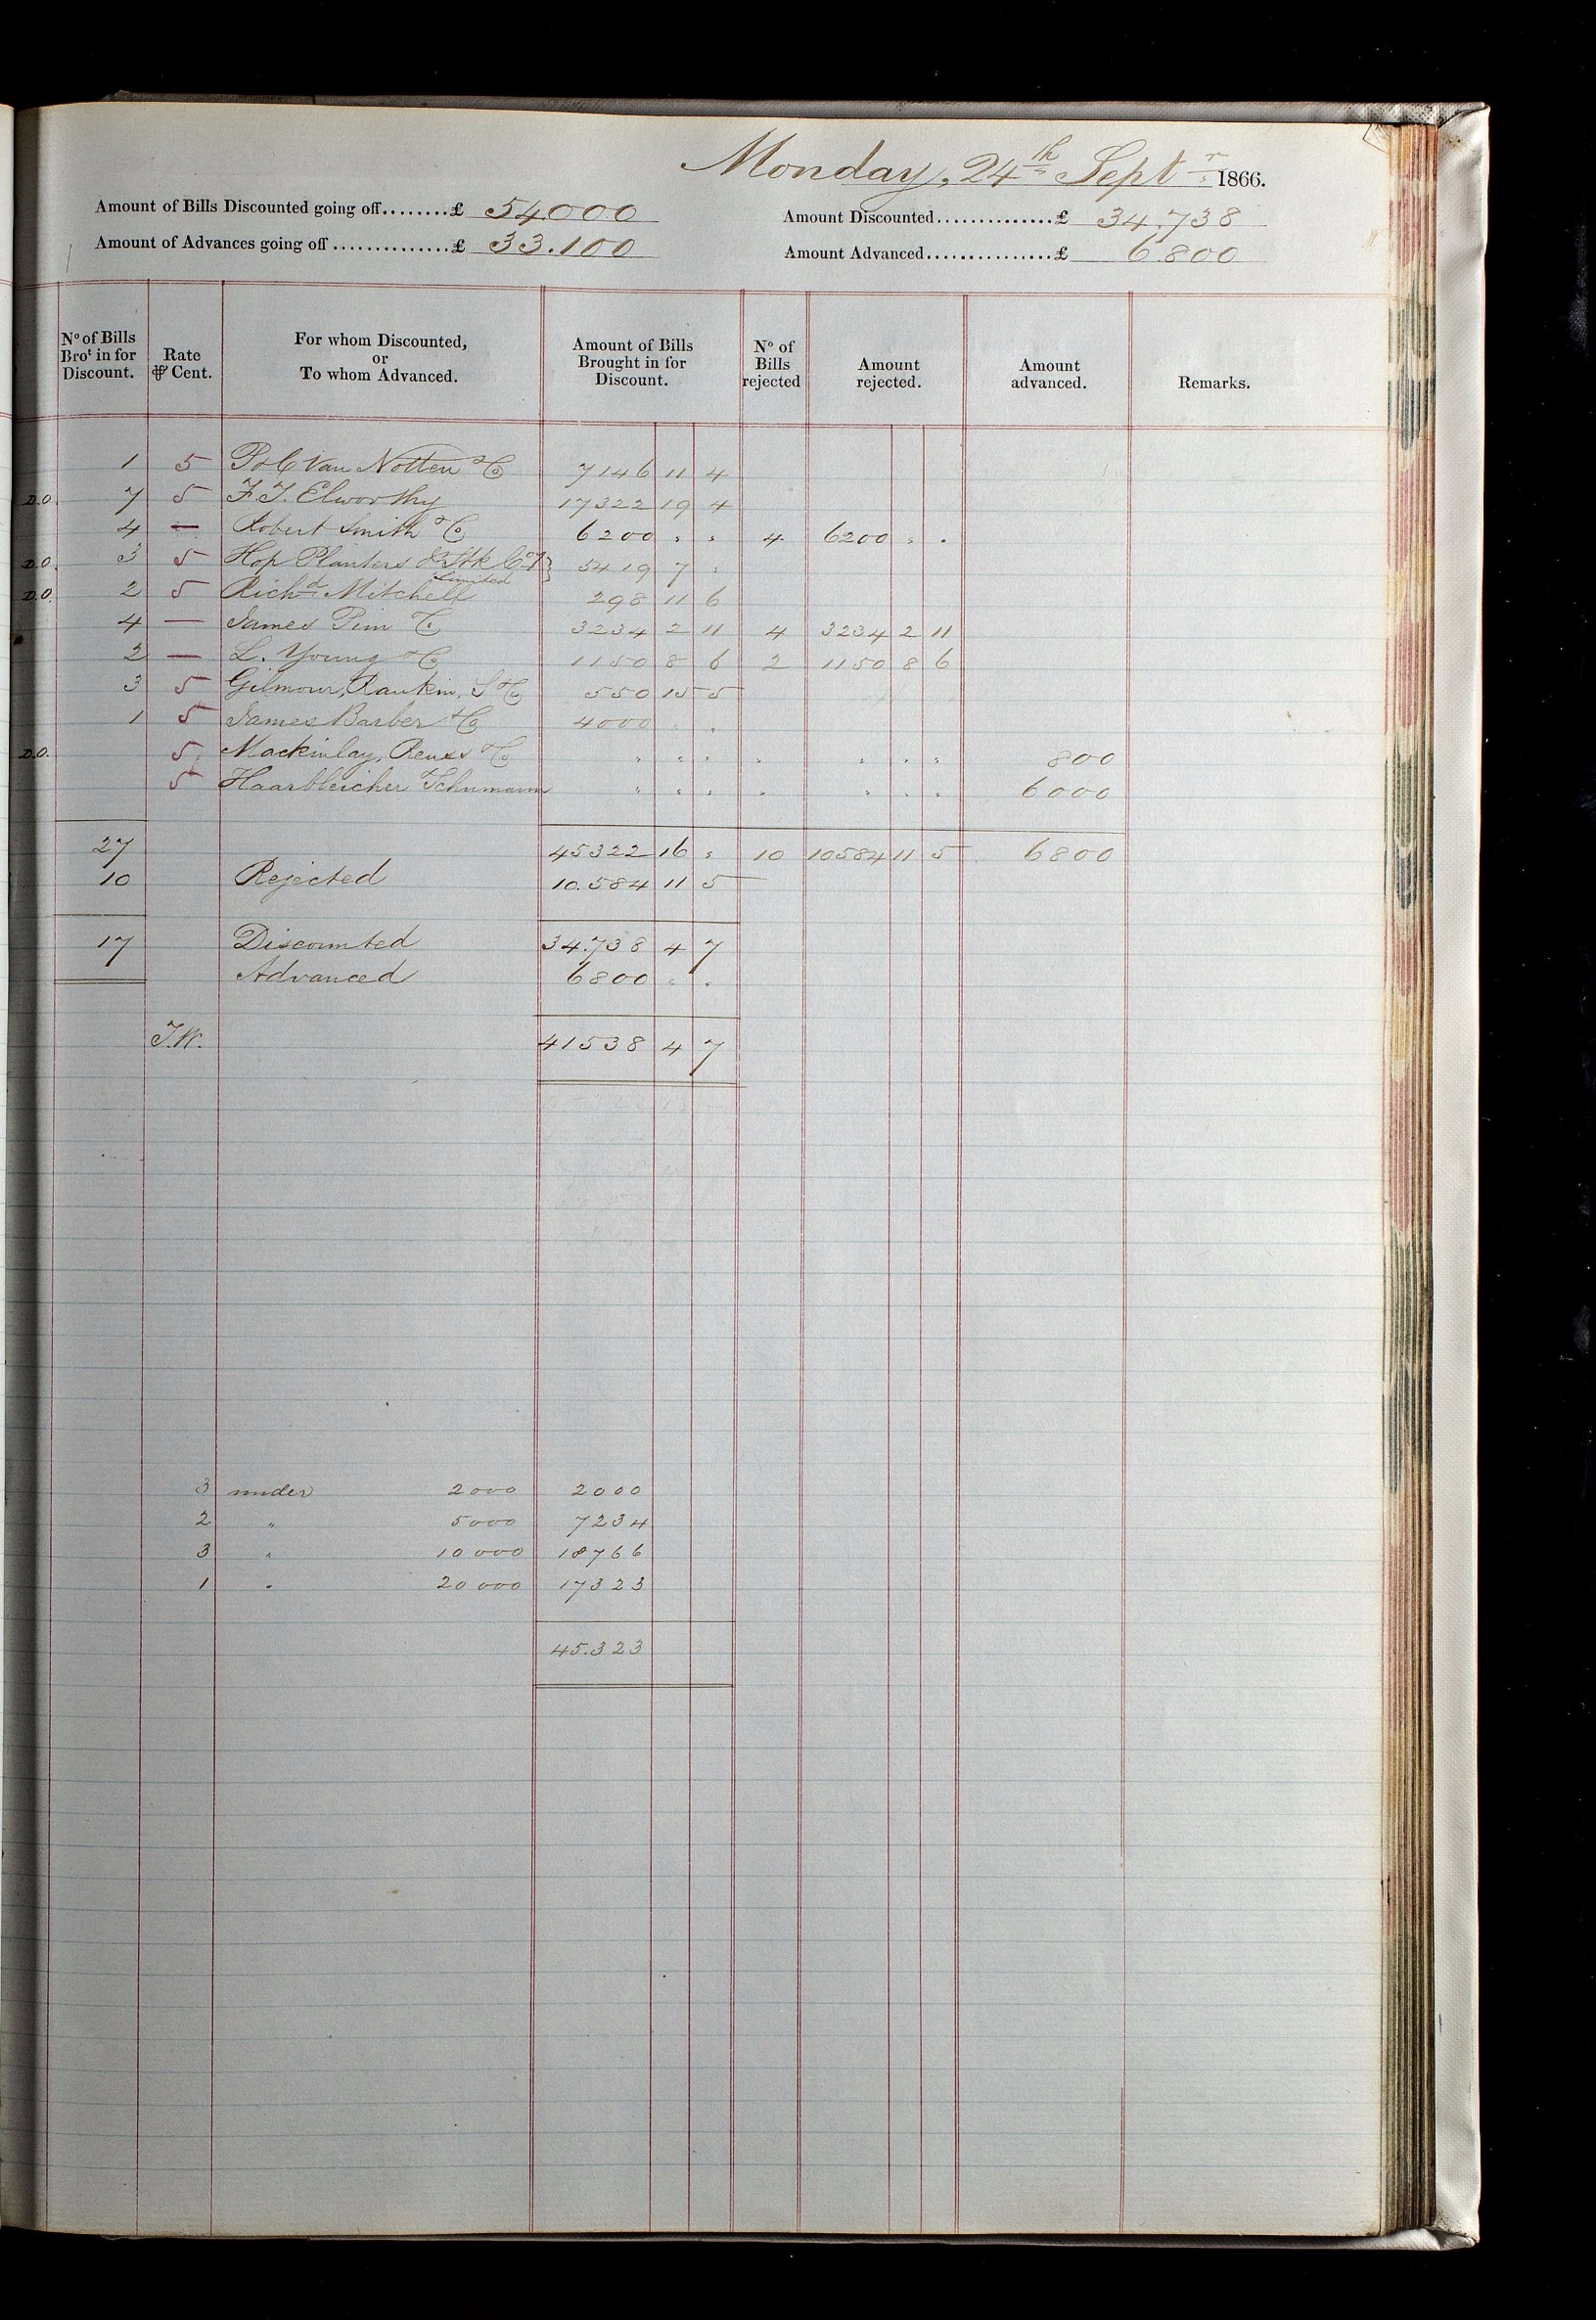 Monday, 24th Septr 1866.
Amount of Bills Discounted going off........£ 54000 Amount Discounted..............£ 34.738
Amount of Advances going off...............£ 33.100 Amount Advanced...............£ 6.800
No of Bills Brot in for Discount. Rate ⅌ Cent. For whom Discounted, or To whom Advanced. Amount of Bills Brought in for Discount. No of Bills rejected Amount rejected. Amount advanced. Remarks.
1 5 P & C Van Notten & Co 7146 11 4
D.O. 7 5 F. T. Elworthy 17322 19 4
4 — Robert Smith & Co 6200 " " 4 6200 " "
D.O. 3 5 Hop Planters &c Stk Coy Limited } 5419 7 "
D.O. 2 5 Richd Mitchell 298 11 6
4 — James Pim & Co 3234 2 11 4 3234 2 11
2 — L. Young & Co 1150 8 6 2 1150 8 6
3 5 Gilmour, Rankin, S & Co 550 15 5
1 5 James Barber & Co 4000 " "
D.O. 5 Mackinlay, Reuss & Co " " " " " " " 800
5 Haarbleicher Schumann " " " " " " " 6000
27 45322 16 " 10 10584 11 5 6800
10 Rejected 10.584 11 5
17 Discounted 34.738 4 7
Advanced 6800 " "
T.W. 41538 4 7
3 under 2000 2000
2 " 5000 7234
3 " 10000 18766
1 " 20000 17323
45.323